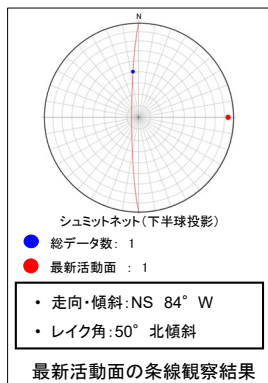 N
シュミットネット(下半球投影)
総データ数： 1
最新活動面 ： 1
・ 走向・傾斜：NS 84°W
・ レイク角：50°北傾斜
最新活動面の条線観察結果